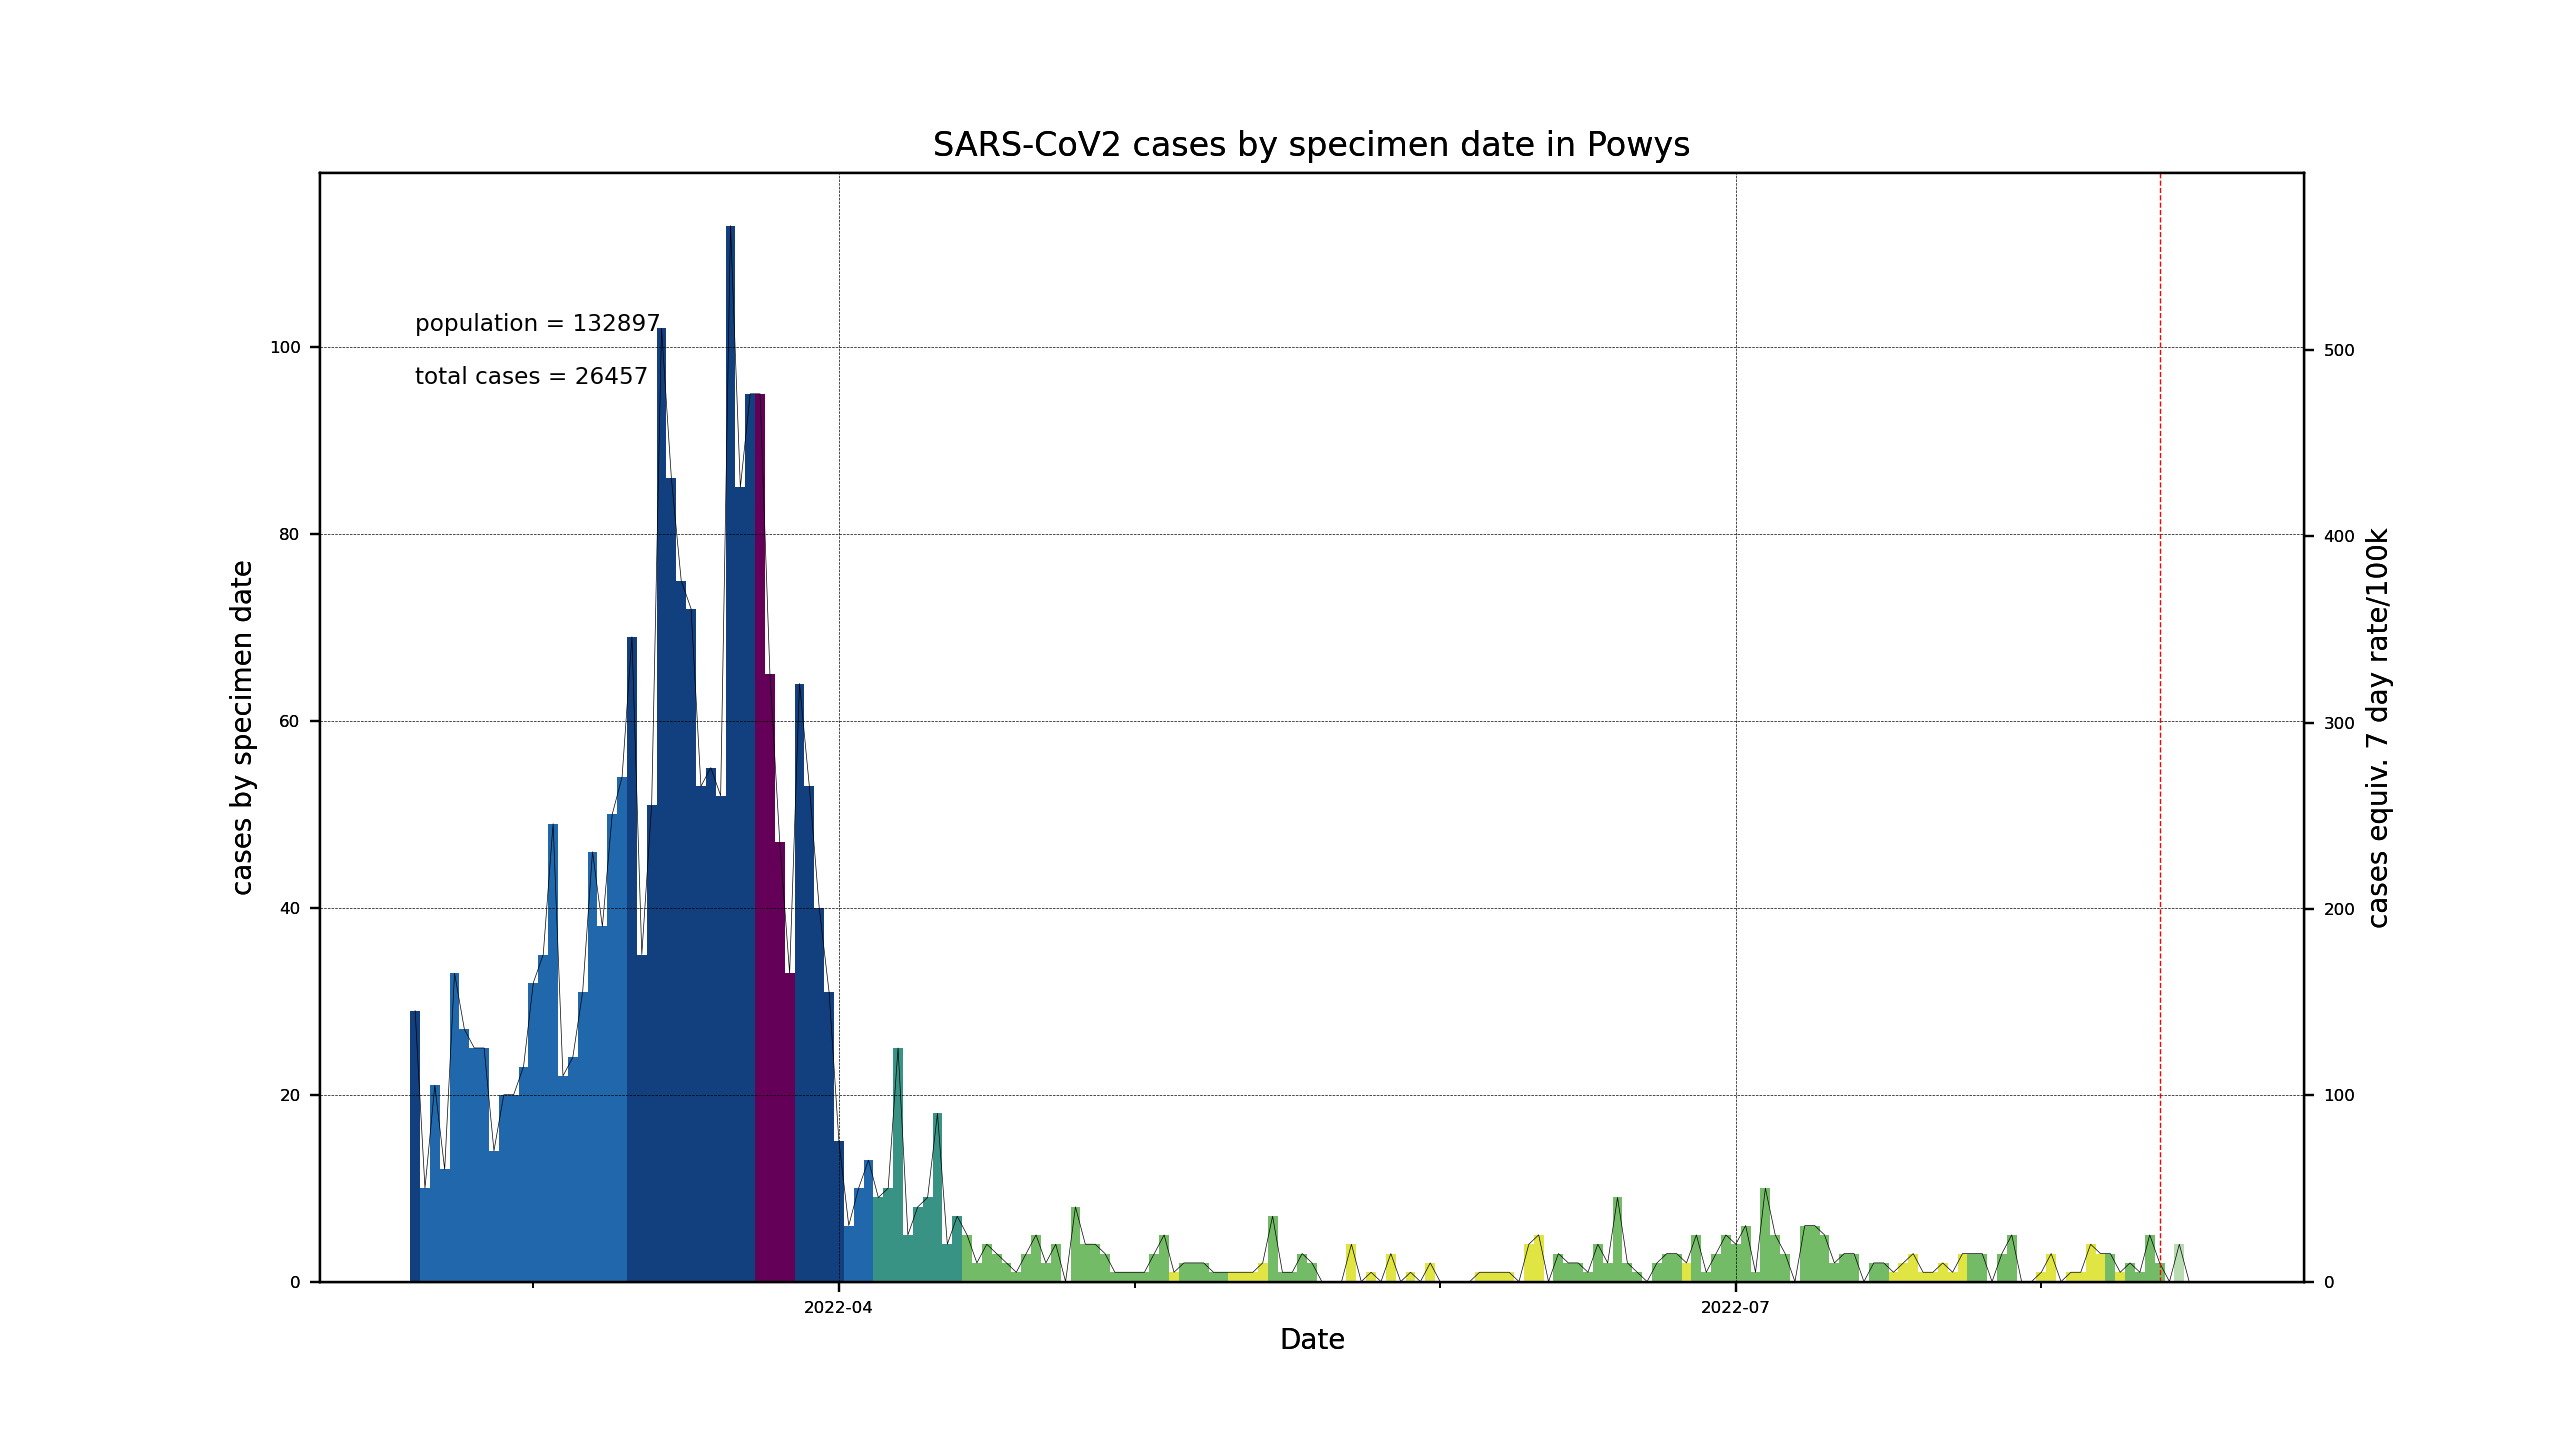 SARS-CoV2 cases by specimen date in Powys
population = 132897
total cases = 26457
cases by specimen date
100
80
60
40
20
0
500
400
300
200
100
0
cases equiv. 7 day rate/100k
2022-04
2022-07
Date